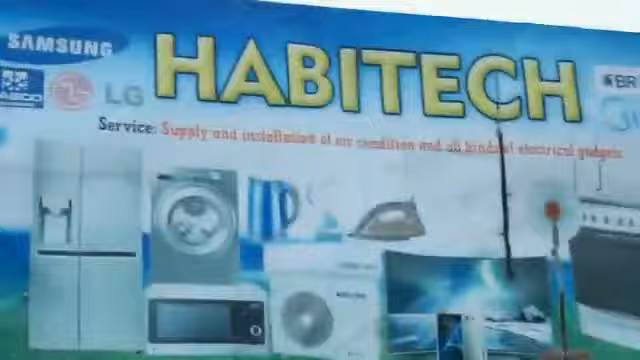 SAMSUNG
HABITECH
LG
Service: Supply and installation of air condition and all kinds of electrical gadgets